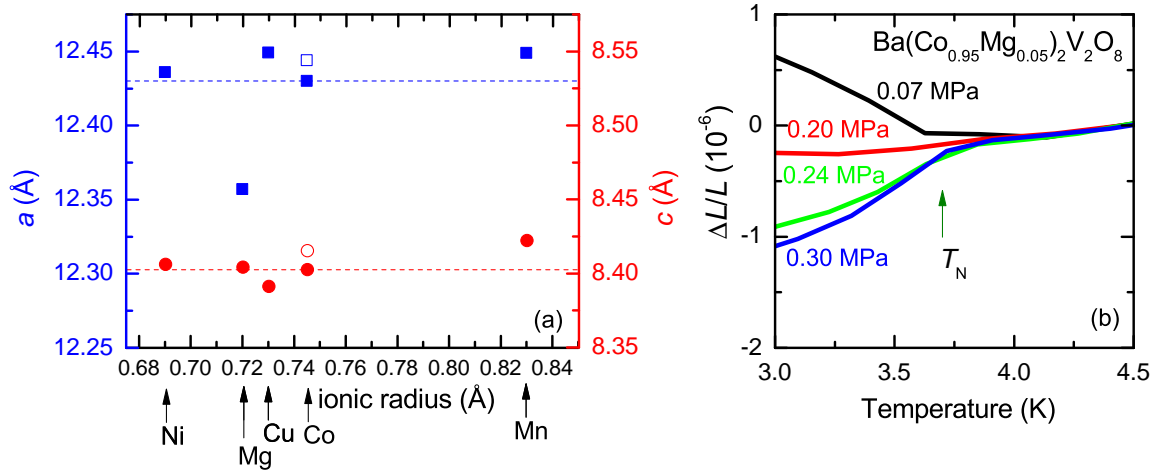 12.45
12.40
12.35
12.30
12.25
a (Å)
8.55
8.50
8.45
8.40
8.35
c (Å)
(a)
0.68 0.70 0.72 0.74 0.76 0.78 0.80 0.82 0.84
ionic radius (Å)
Ni
Mg
Cu
Co
Mn
1
0
-1
-2
ΔL/L (10⁻⁶)
Ba(Co₀.₉₅Mg₀.₀₅)₂V₂O₈
0.07 MPa
0.20 MPa
0.24 MPa
0.30 MPa
T_N
(b)
3.0 3.5 4.0 4.5
Temperature (K)